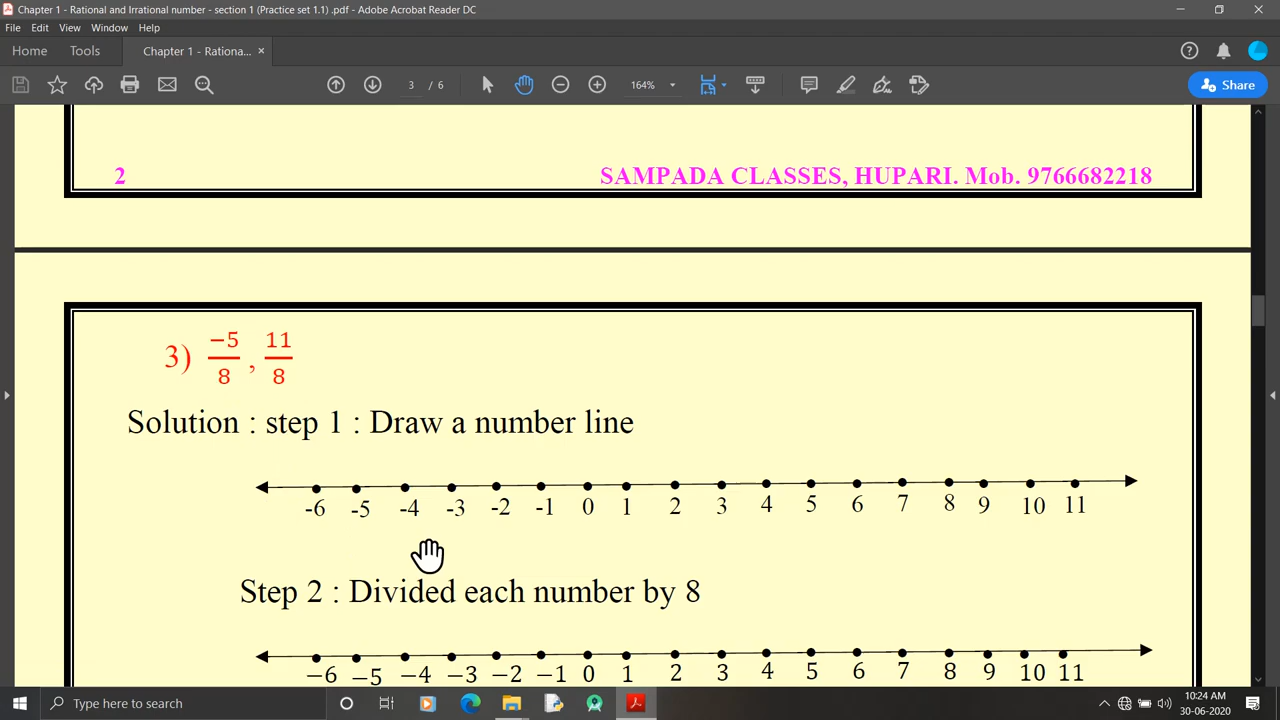 Chapter 1 - Rational and Irrational number - section 1 (Practice set 1.1) .pdf - Adobe Acrobat Reader DC
File Edit View Window Help
Home Tools Chapter 1 - Rationa... ×
3 / 6 164% Share
2 SAMPADA CLASSES, HUPARI. Mob. 9766682218
3) −5/8 , 11/8
Solution : step 1 : Draw a number line
-6 -5 -4 -3 -2 -1 0 1 2 3 4 5 6 7 8 9 10 11
Step 2 : Divided each number by 8
−6 −5 −4 −3 −2 −1 0 1 2 3 4 5 6 7 8 9 10 11
Type here to search
10:24 AM
30-06-2020